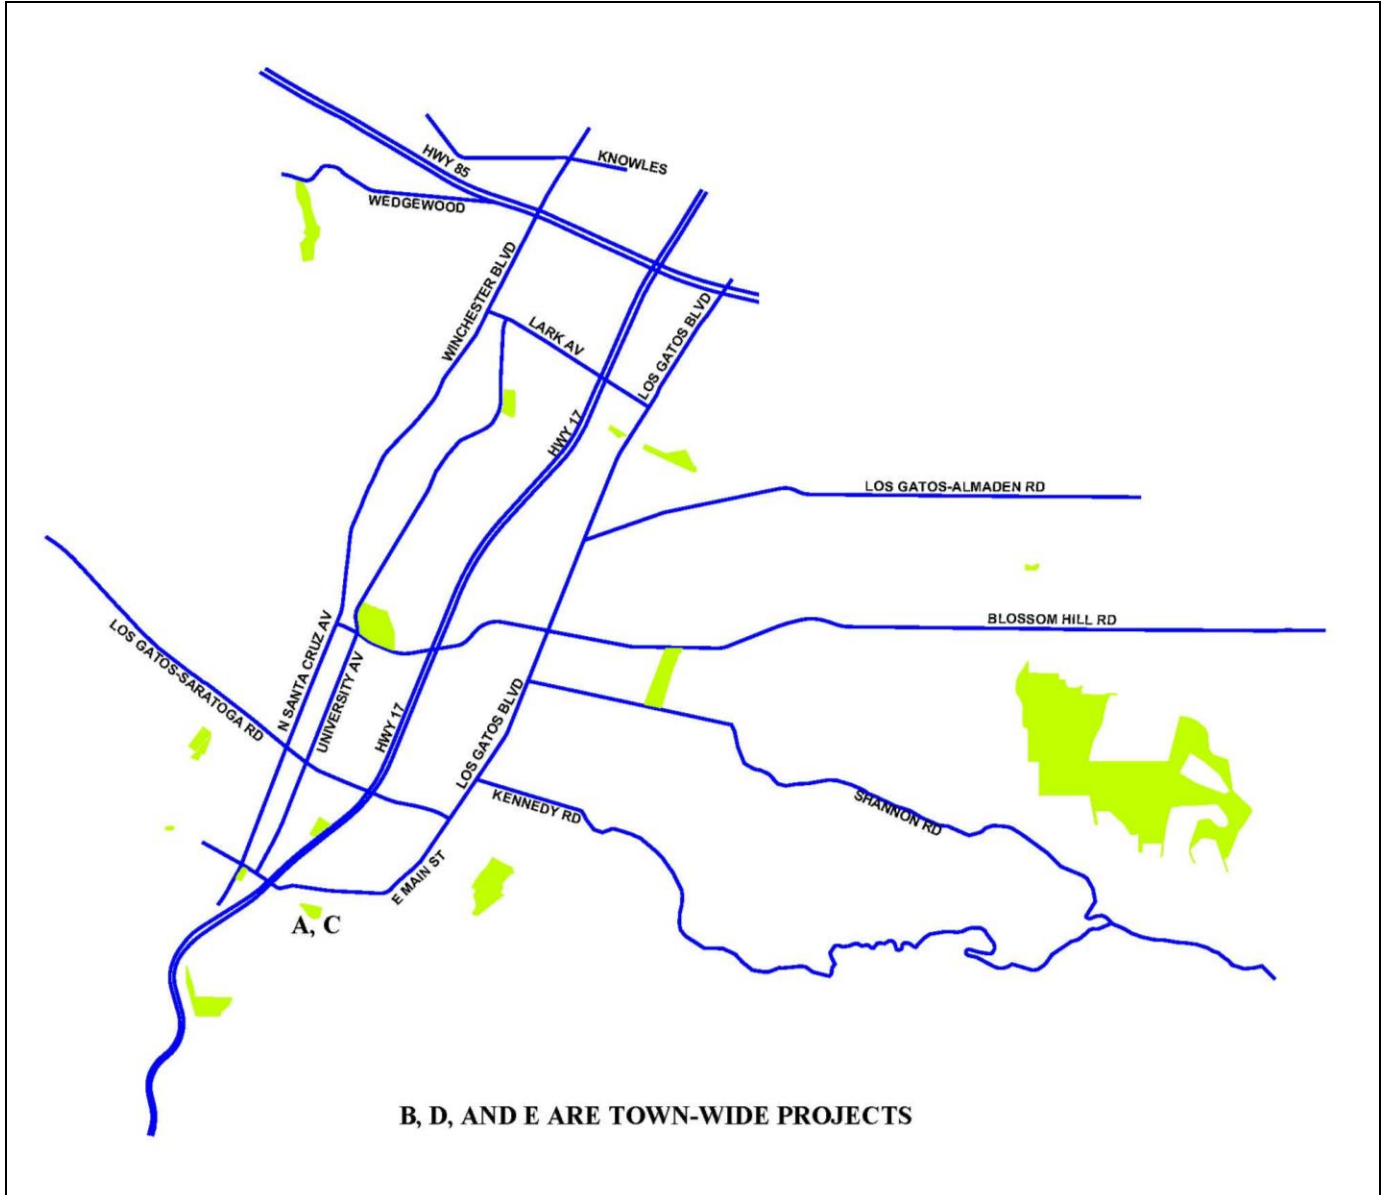 KNOWLES
HWY 85
WEDGEWOOD
WINCHESTER BLVD
LARK AV
LOS GATOS BLVD
HWY 17
LOS GATOS-ALMADEN RD
BLOSSOM HILL RD
LOS GATOS-SARATOGA RD
N SANTA CRUZ AV
UNIVERSITY AV
HWY 17
LOS GATOS BLVD
KENNEDY RD
SHANNON RD
E MAIN ST
A, C
B, D, AND E ARE TOWN-WIDE PROJECTS